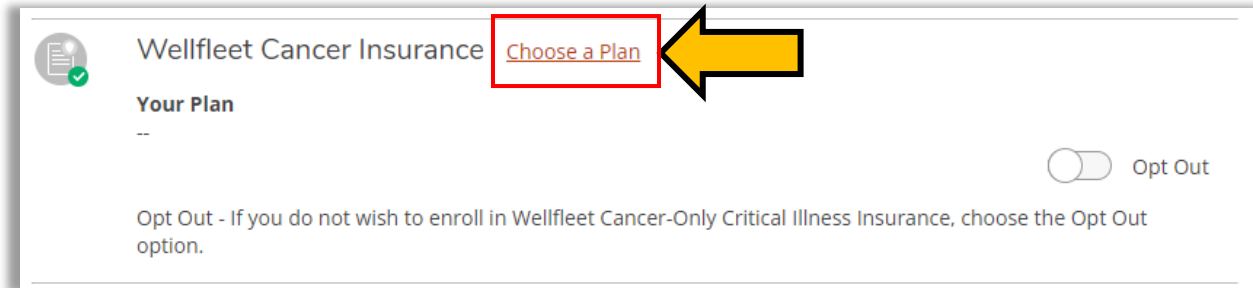 Wellfleet Cancer Insurance Choose a Plan
Your Plan
--
Opt Out
Opt Out - If you do not wish to enroll in Wellfleet Cancer-Only Critical Illness Insurance, choose the Opt Out
option.